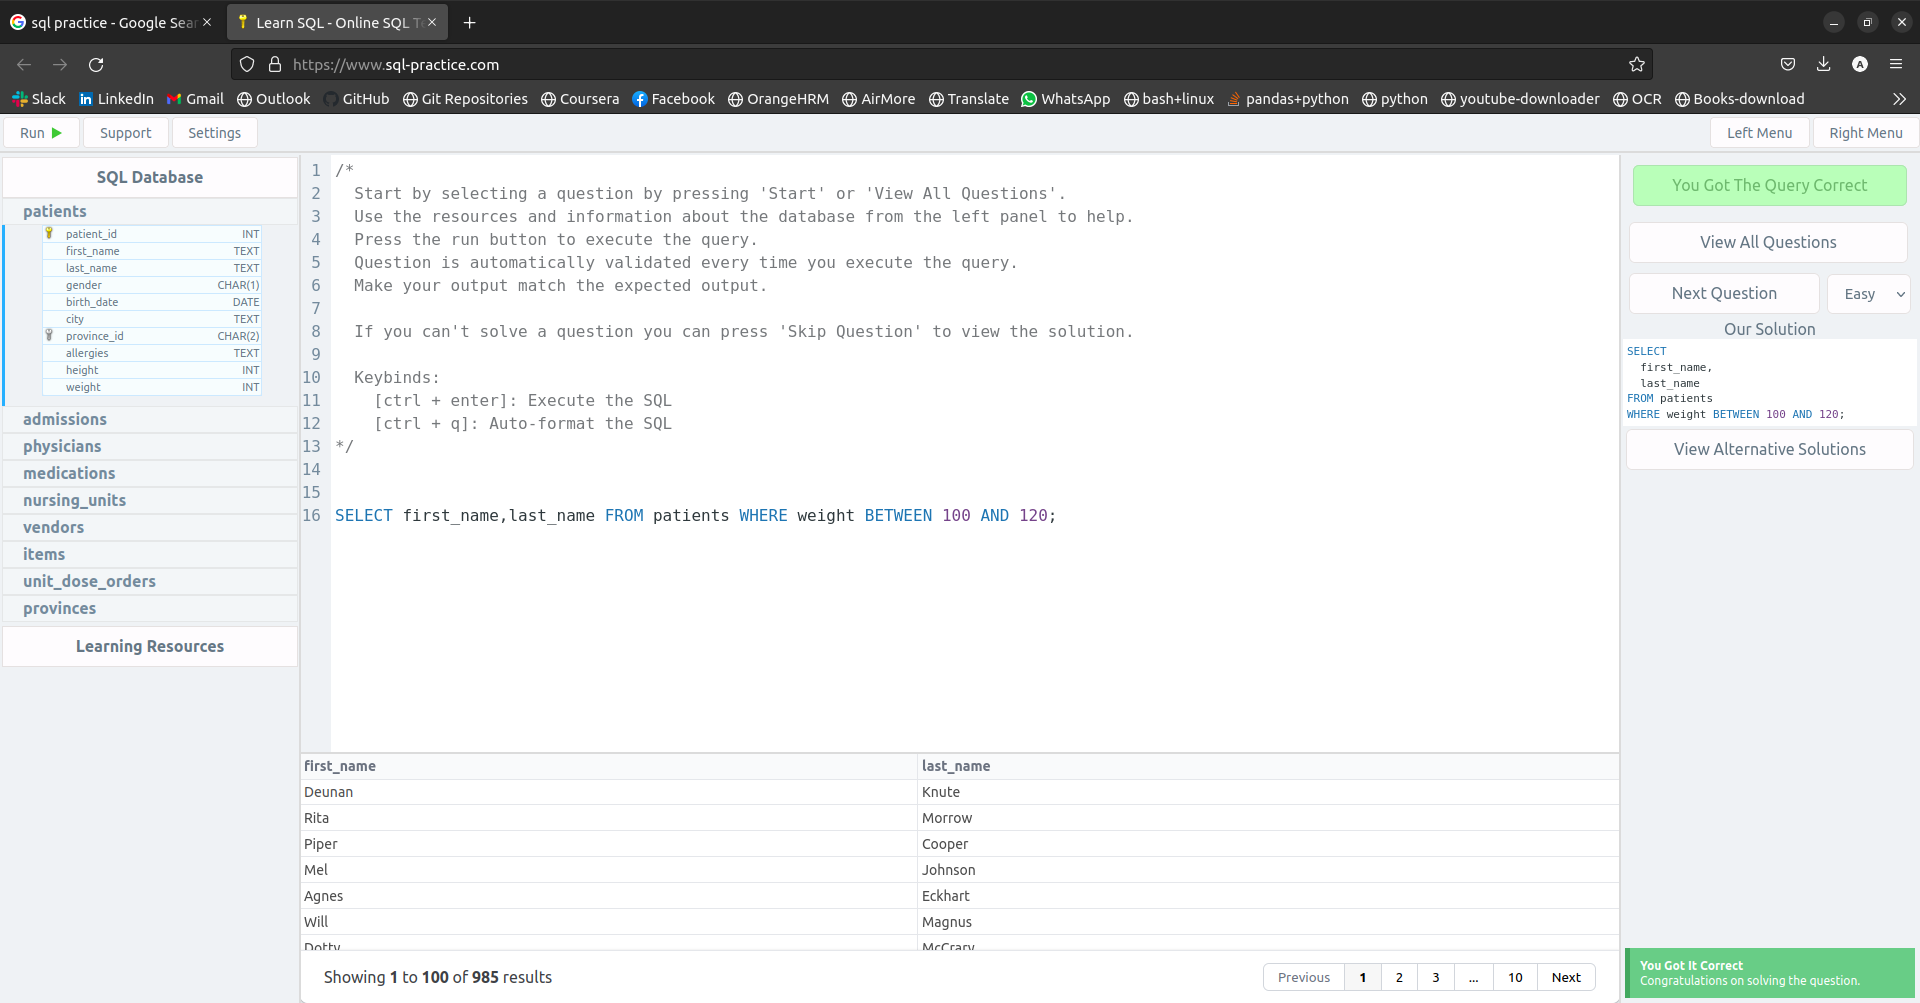 sql practice - Google Sear
Learn SQL - Online SQL Te
https://www.sql-practice.com
Slack LinkedIn Gmail Outlook GitHub Git Repositories Coursera Facebook OrangeHRM AirMore Translate WhatsApp bash+linux pandas+python python youtube-downloader OCR Books-download
Run Support Settings Left Menu Right Menu
SQL Database
patients
patient_id INT
first_name TEXT
last_name TEXT
gender CHAR(1)
birth_date DATE
city TEXT
province_id CHAR(2)
allergies TEXT
height INT
weight INT
admissions
physicians
medications
nursing_units
vendors
items
unit_dose_orders
provinces
Learning Resources
1 /*
2 Start by selecting a question by pressing 'Start' or 'View All Questions'.
3 Use the resources and information about the database from the left panel to help.
4 Press the run button to execute the query.
5 Question is automatically validated every time you execute the query.
6 Make your output match the expected output.
7
8 If you can't solve a question you can press 'Skip Question' to view the solution.
9
10 Keybinds:
11 [ctrl + enter]: Execute the SQL
12 [ctrl + q]: Auto-format the SQL
13 */
14
15
16 SELECT first_name,last_name FROM patients WHERE weight BETWEEN 100 AND 120;
first_name last_name
Deunan Knute
Rita Morrow
Piper Cooper
Mel Johnson
Agnes Eckhart
Will Magnus
Dotty McCrary
Showing 1 to 100 of 985 results
Previous 1 2 3 ... 10 Next
You Got The Query Correct
View All Questions
Next Question Easy
Our Solution
SELECT
first_name,
last_name
FROM patients
WHERE weight BETWEEN 100 AND 120;
View Alternative Solutions
You Got It Correct
Congratulations on solving the question.